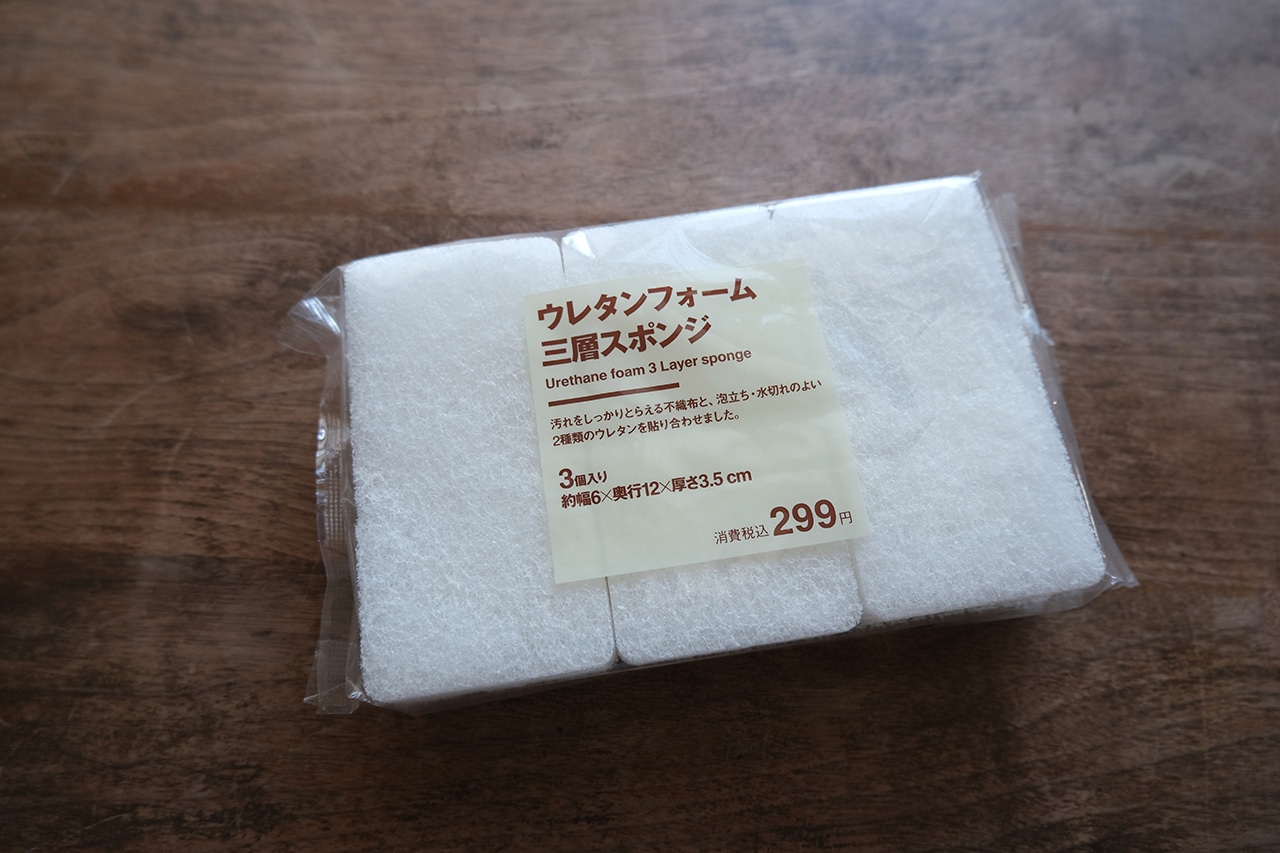 ウレタンフォーム
三層スポンジ
Urethane foam 3 Layer sponge
汚れをしっかりとらえる不織布と、泡立ち・水切れのよい
2種類のウレタンを貼り合わせました。
3個入り
約幅6×奥行12×厚さ3.5 cm
消費税込299円